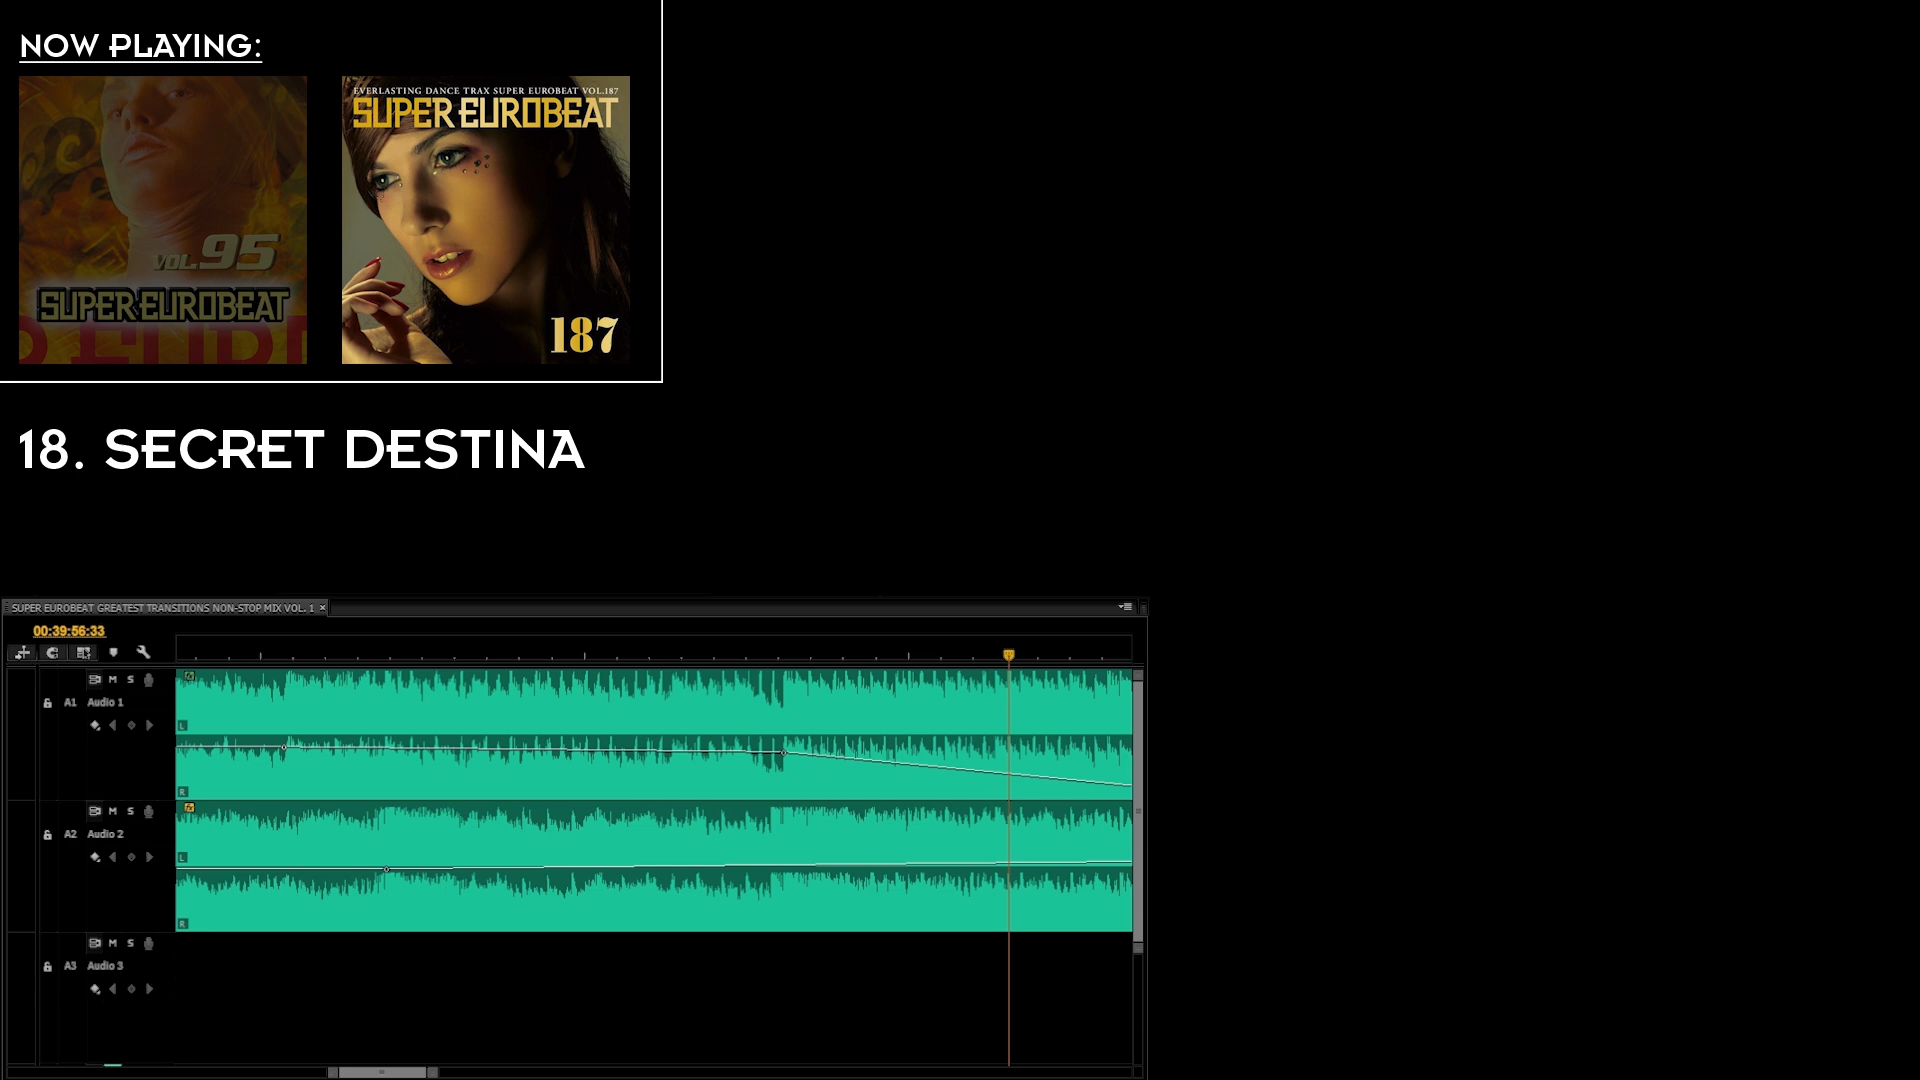 NOW PLAYING:
VOL.95
SUPER EUROBEAT
EVERLASTING DANCE TRAX SUPER EUROBEAT VOL.187
SUPER EUROBEAT
187
18. SECRET DESTINA
SUPER EUROBEAT GREATEST TRANSITIONS NON-STOP MIX VOL. 1
00:39:56:33
M S
A1 Audio 1
L
R
M S
A2 Audio 2
fx
L
R
M S
A3 Audio 3